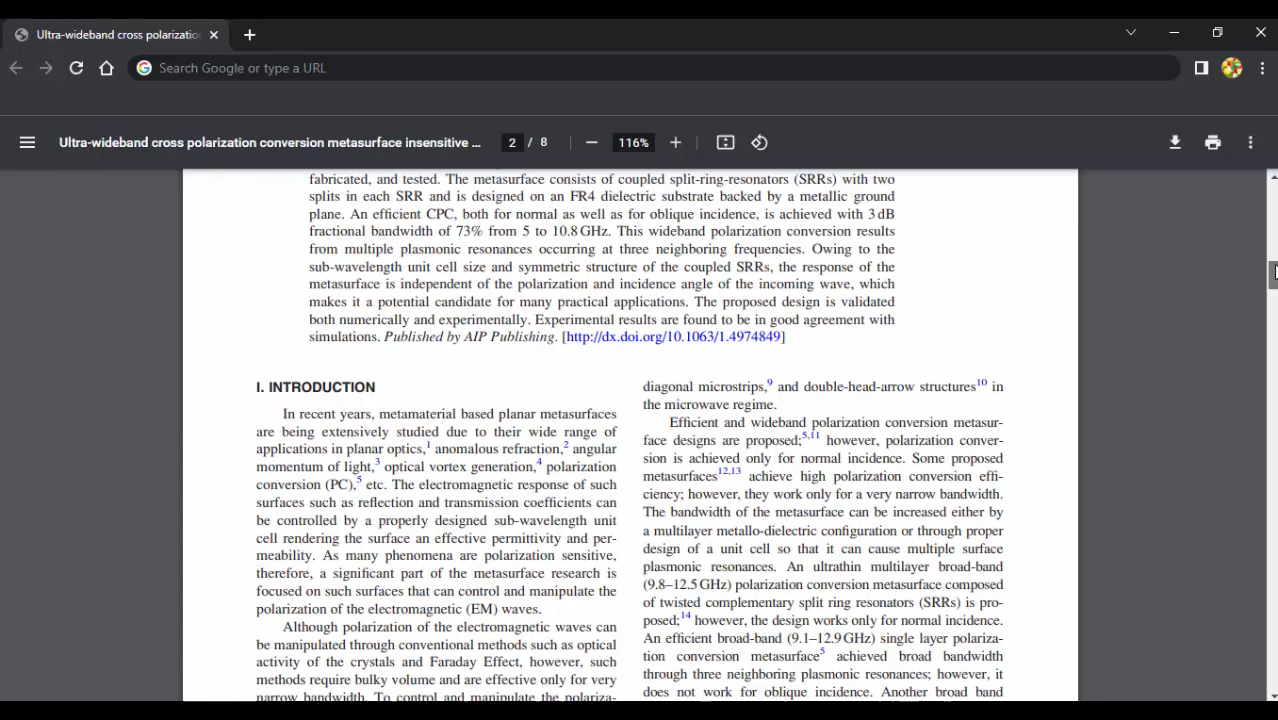 Ultra-wideband cross polarizatio
Search Google or type a URL
Ultra-wideband cross polarization conversion metasurface insensitive ...
2 / 8
116%
fabricated, and tested. The metasurface consists of coupled split-ring-resonators (SRRs) with two
splits in each SRR and is designed on an FR4 dielectric substrate backed by a metallic ground
plane. An efficient CPC, both for normal as well as for oblique incidence, is achieved with 3 dB
fractional bandwidth of 73% from 5 to 10.8 GHz. This wideband polarization conversion results
from multiple plasmonic resonances occurring at three neighboring frequencies. Owing to the
sub-wavelength unit cell size and symmetric structure of the coupled SRRs, the response of the
metasurface is independent of the polarization and incidence angle of the incoming wave, which
makes it a potential candidate for many practical applications. The proposed design is validated
both numerically and experimentally. Experimental results are found to be in good agreement with
simulations. Published by AIP Publishing. [http://dx.doi.org/10.1063/1.4974849]
I. INTRODUCTION
In recent years, metamaterial based planar metasurfaces
are being extensively studied due to their wide range of
applications in planar optics,1 anomalous refraction,2 angular
momentum of light,3 optical vortex generation,4 polarization
conversion (PC),5 etc. The electromagnetic response of such
surfaces such as reflection and transmission coefficients can
be controlled by a properly designed sub-wavelength unit
cell rendering the surface an effective permittivity and per-
meability. As many phenomena are polarization sensitive,
therefore, a significant part of the metasurface research is
focused on such surfaces that can control and manipulate the
polarization of the electromagnetic (EM) waves.
Although polarization of the electromagnetic waves can
be manipulated through conventional methods such as optical
activity of the crystals and Faraday Effect, however, such
methods require bulky volume and are effective only for very
narrow bandwidth. To control and manipulate the polariza-
diagonal microstrips,9 and double-head-arrow structures10 in
the microwave regime.
Efficient and wideband polarization conversion metasur-
face designs are proposed;5,11 however, polarization conver-
sion is achieved only for normal incidence. Some proposed
metasurfaces12,13 achieve high polarization conversion effi-
ciency; however, they work only for a very narrow bandwidth.
The bandwidth of the metasurface can be increased either by
a multilayer metallo-dielectric configuration or through proper
design of a unit cell so that it can cause multiple surface
plasmonic resonances. An ultrathin multilayer broad-band
(9.8–12.5 GHz) polarization conversion metasurface composed
of twisted complementary split ring resonators (SRRs) is pro-
posed;14 however, the design works only for normal incidence.
An efficient broad-band (9.1–12.9 GHz) single layer polariza-
tion conversion metasurface5 achieved broad bandwidth
through three neighboring plasmonic resonances; however, it
does not work for oblique incidence. Another broad band